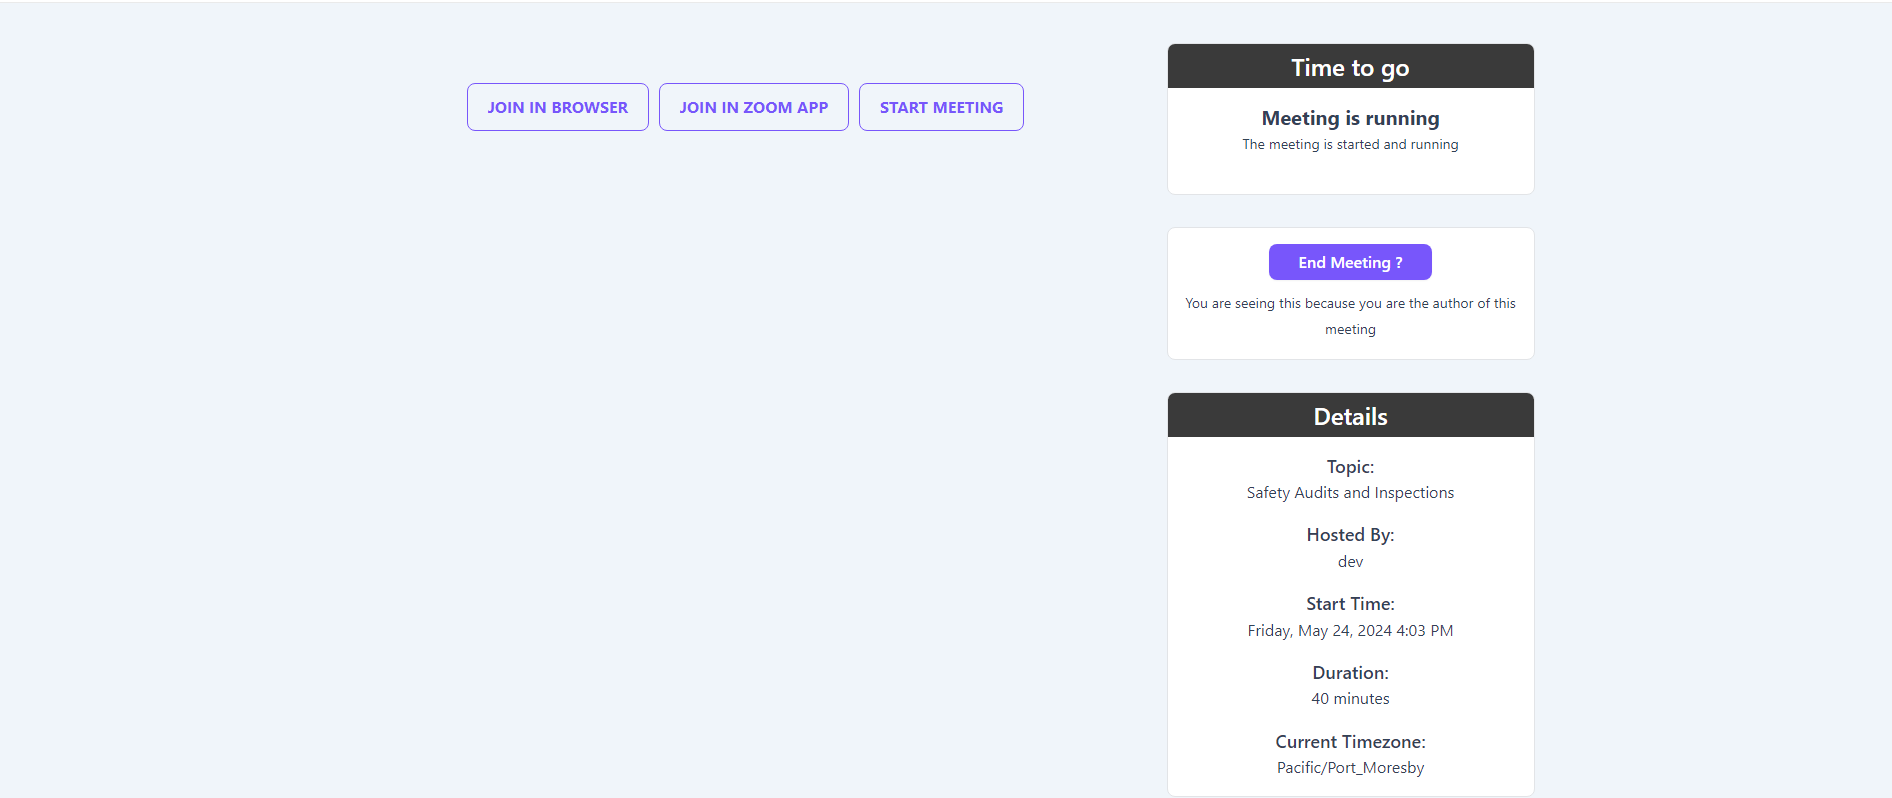 JOIN IN BROWSER
JOIN IN ZOOM APP
START MEETING
Time to go
Meeting is running
The meeting is started and running
End Meeting ?
You are seeing this because you are the author of this
meeting
Details
Topic:
Safety Audits and Inspections
Hosted By:
dev
Start Time:
Friday, May 24, 2024 4:03 PM
Duration:
40 minutes
Current Timezone:
Pacific/Port_Moresby